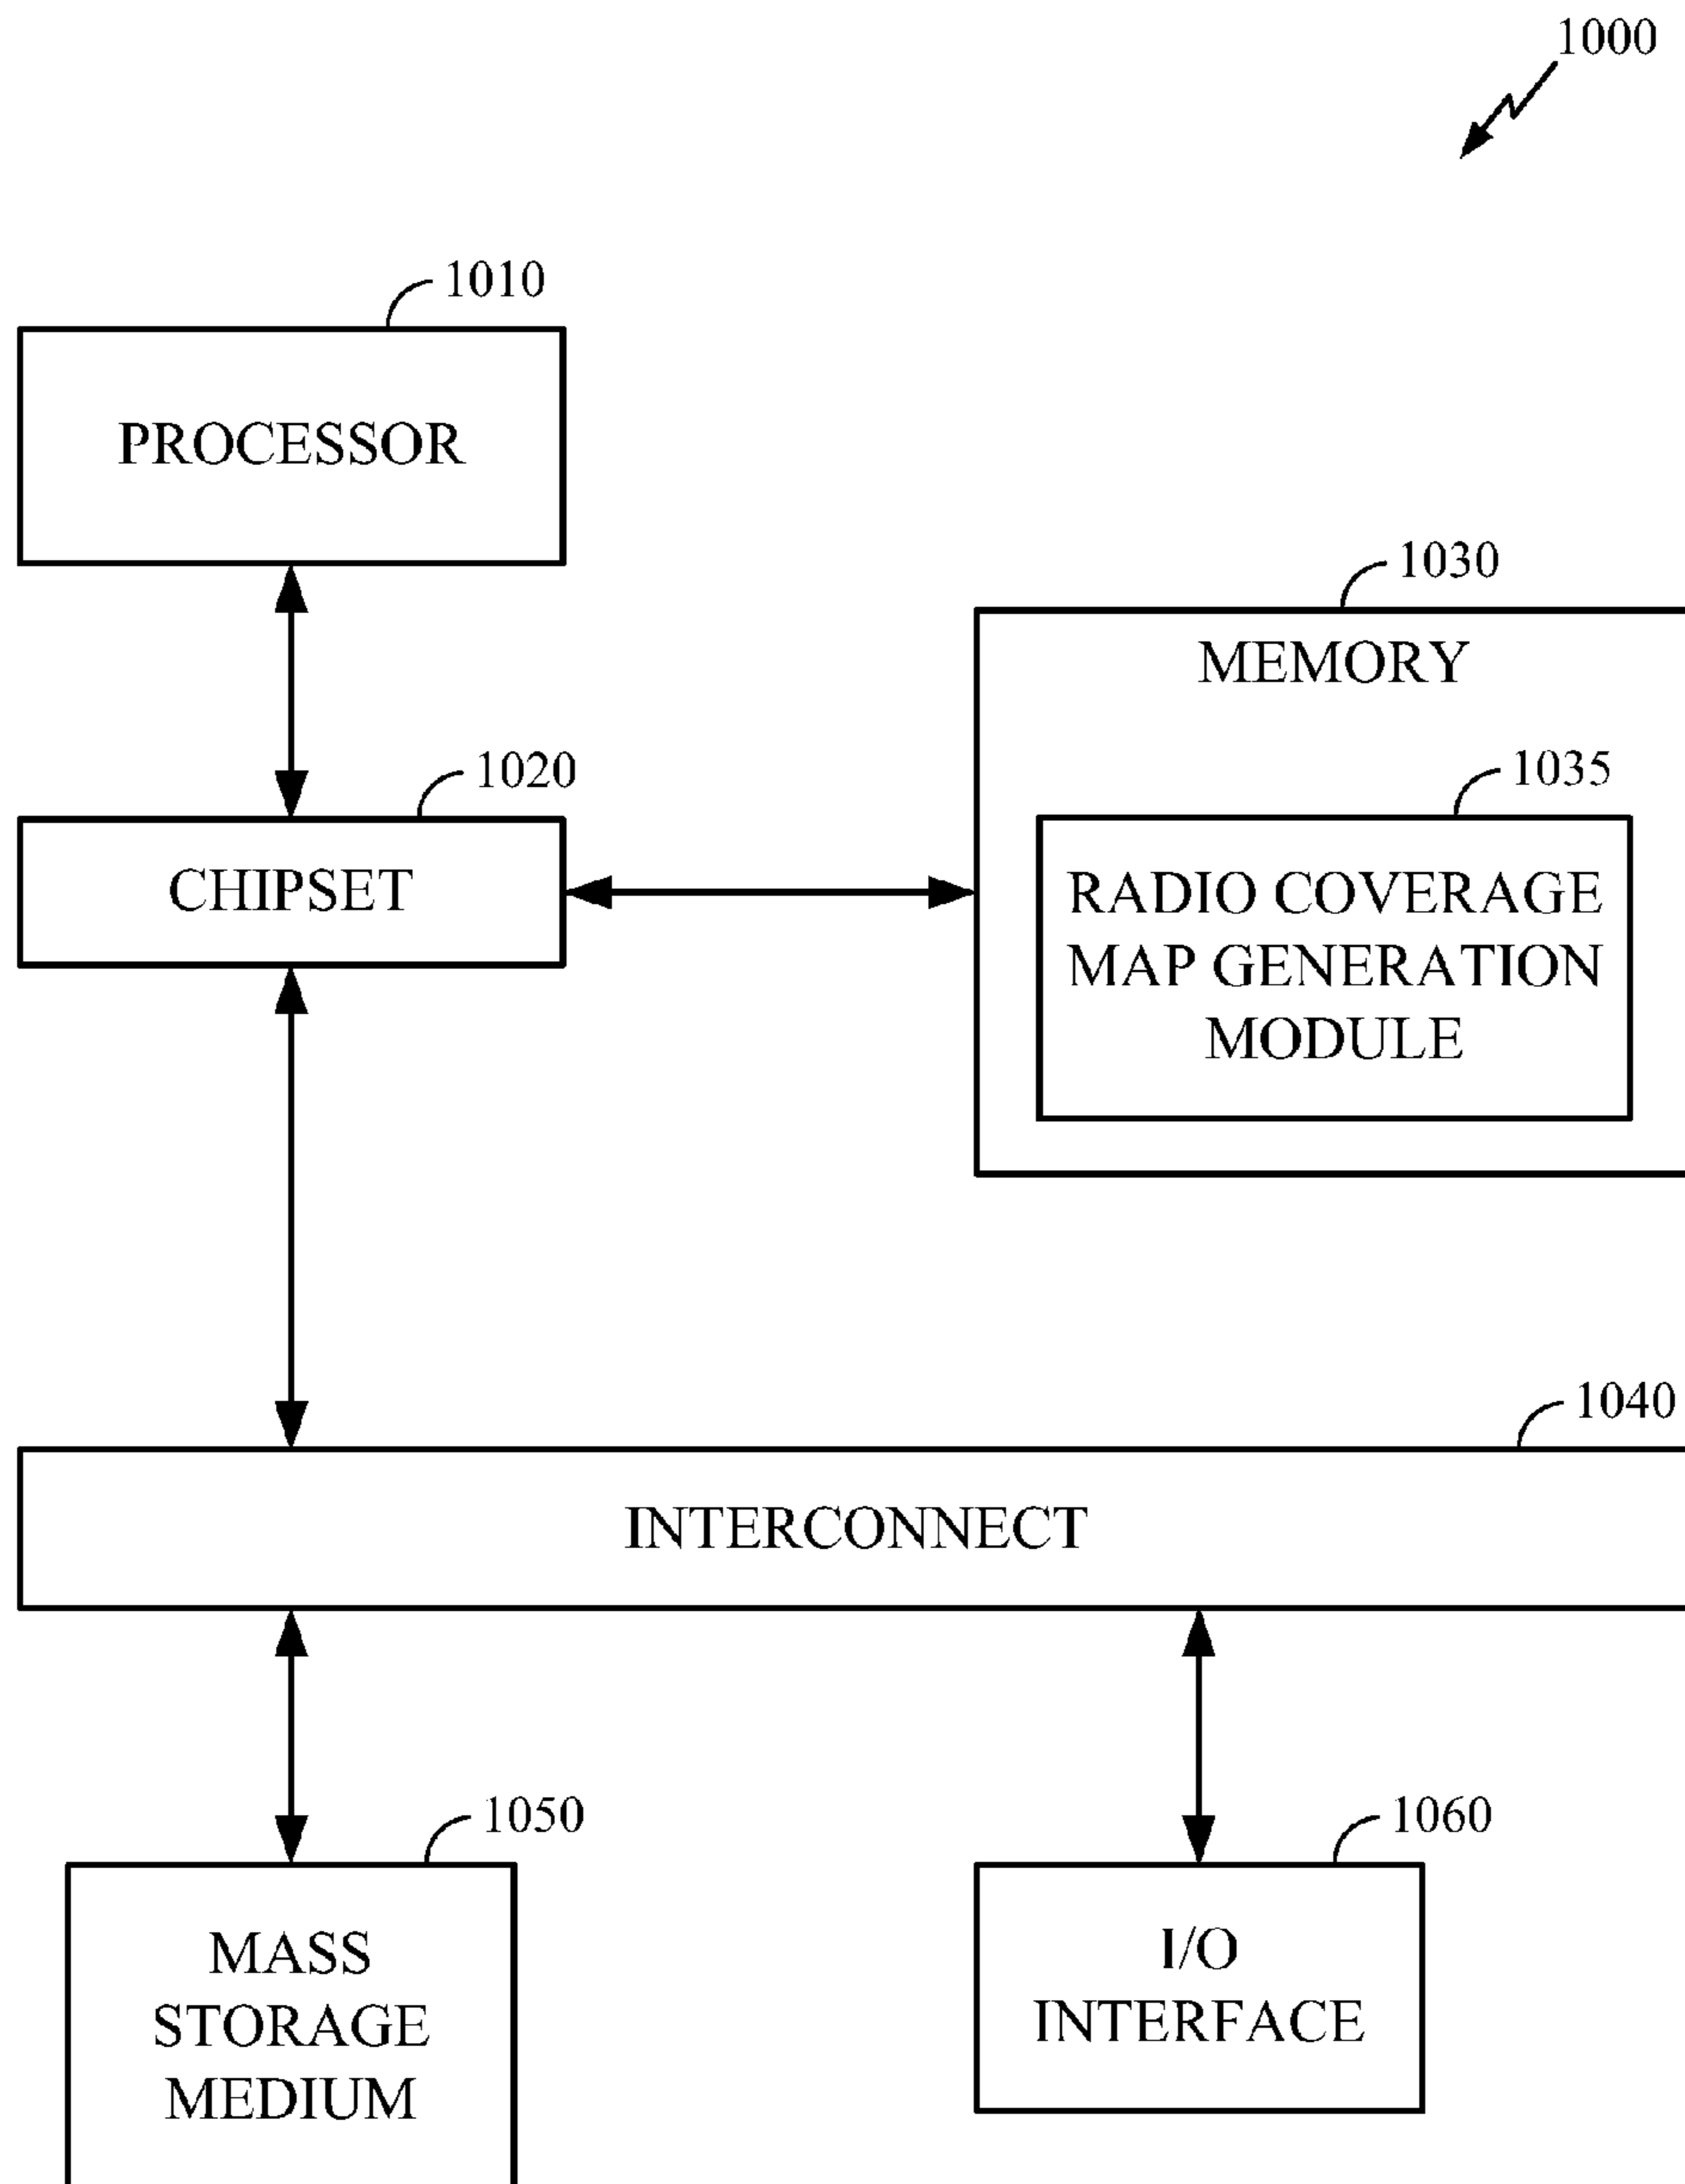 1000
1010
PROCESSOR
1030
MEMORY
1020
CHIPSET
1035
RADIO COVERAGE
MAP GENERATION
MODULE
1040
INTERCONNECT
1050
MASS
STORAGE
MEDIUM
1060
I/O
INTERFACE